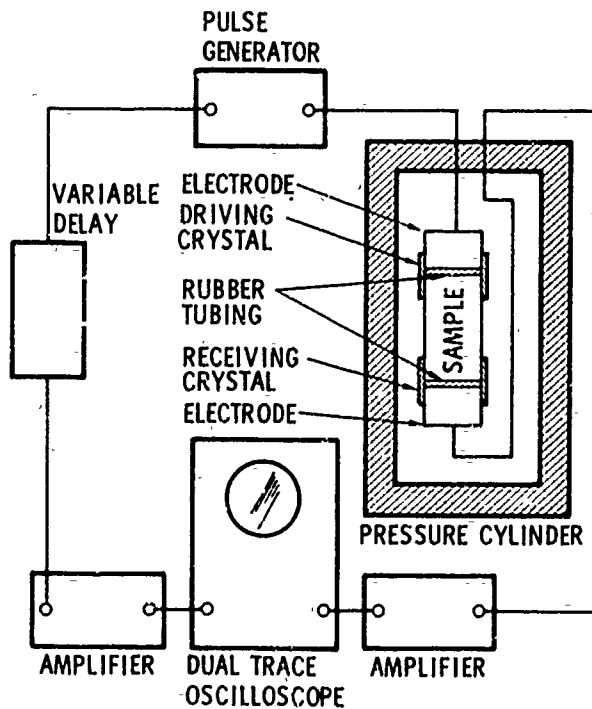 PULSE
GENERATOR
VARIABLE
DELAY
ELECTRODE
DRIVING
CRYSTAL
RUBBER
TUBING
RECEIVING
CRYSTAL
ELECTRODE
SAMPLE
PRESSURE CYLINDER
AMPLIFIER
DUAL TRACE
OSCILLOSCOPE
AMPLIFIER